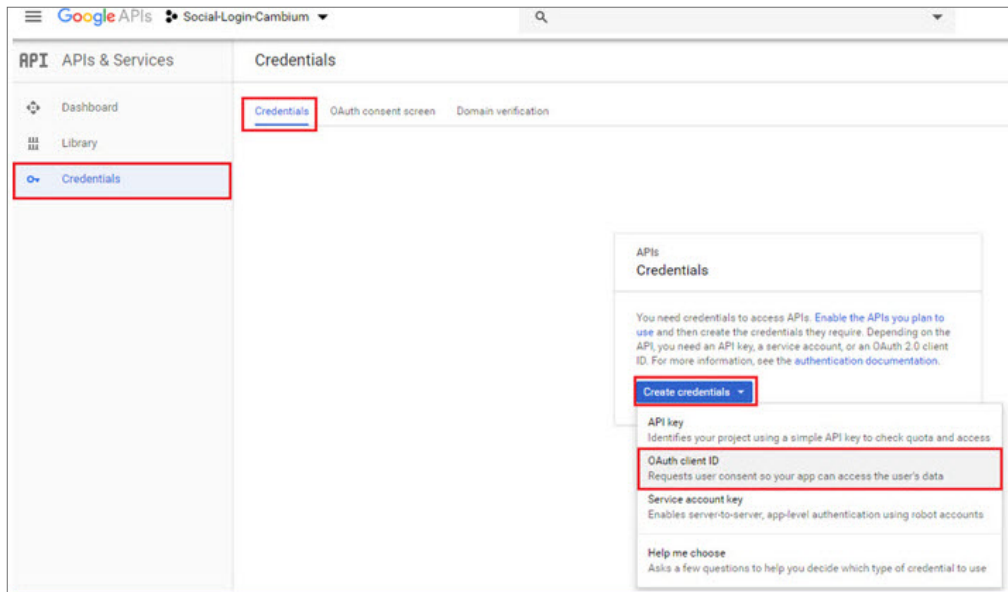 Google APIs Social-Login-Cambium
API APIs & Services
Credentials
Dashboard
Library
Credentials
Credentials OAuth consent screen Domain verification
APIs
Credentials
You need credentials to access APIs. Enable the APIs you plan to
use and then create the credentials they require. Depending on the
API, you need an API key, a service account, or an OAuth 2.0 client
ID. For more information, see the authentication documentation.
Create credentials
API key
Identifies your project using a simple API key to check quota and access
OAuth client ID
Requests user consent so your app can access the user's data
Service account key
Enables server-to-server, app-level authentication using robot accounts
Help me choose
Asks a few questions to help you decide which type of credential to use